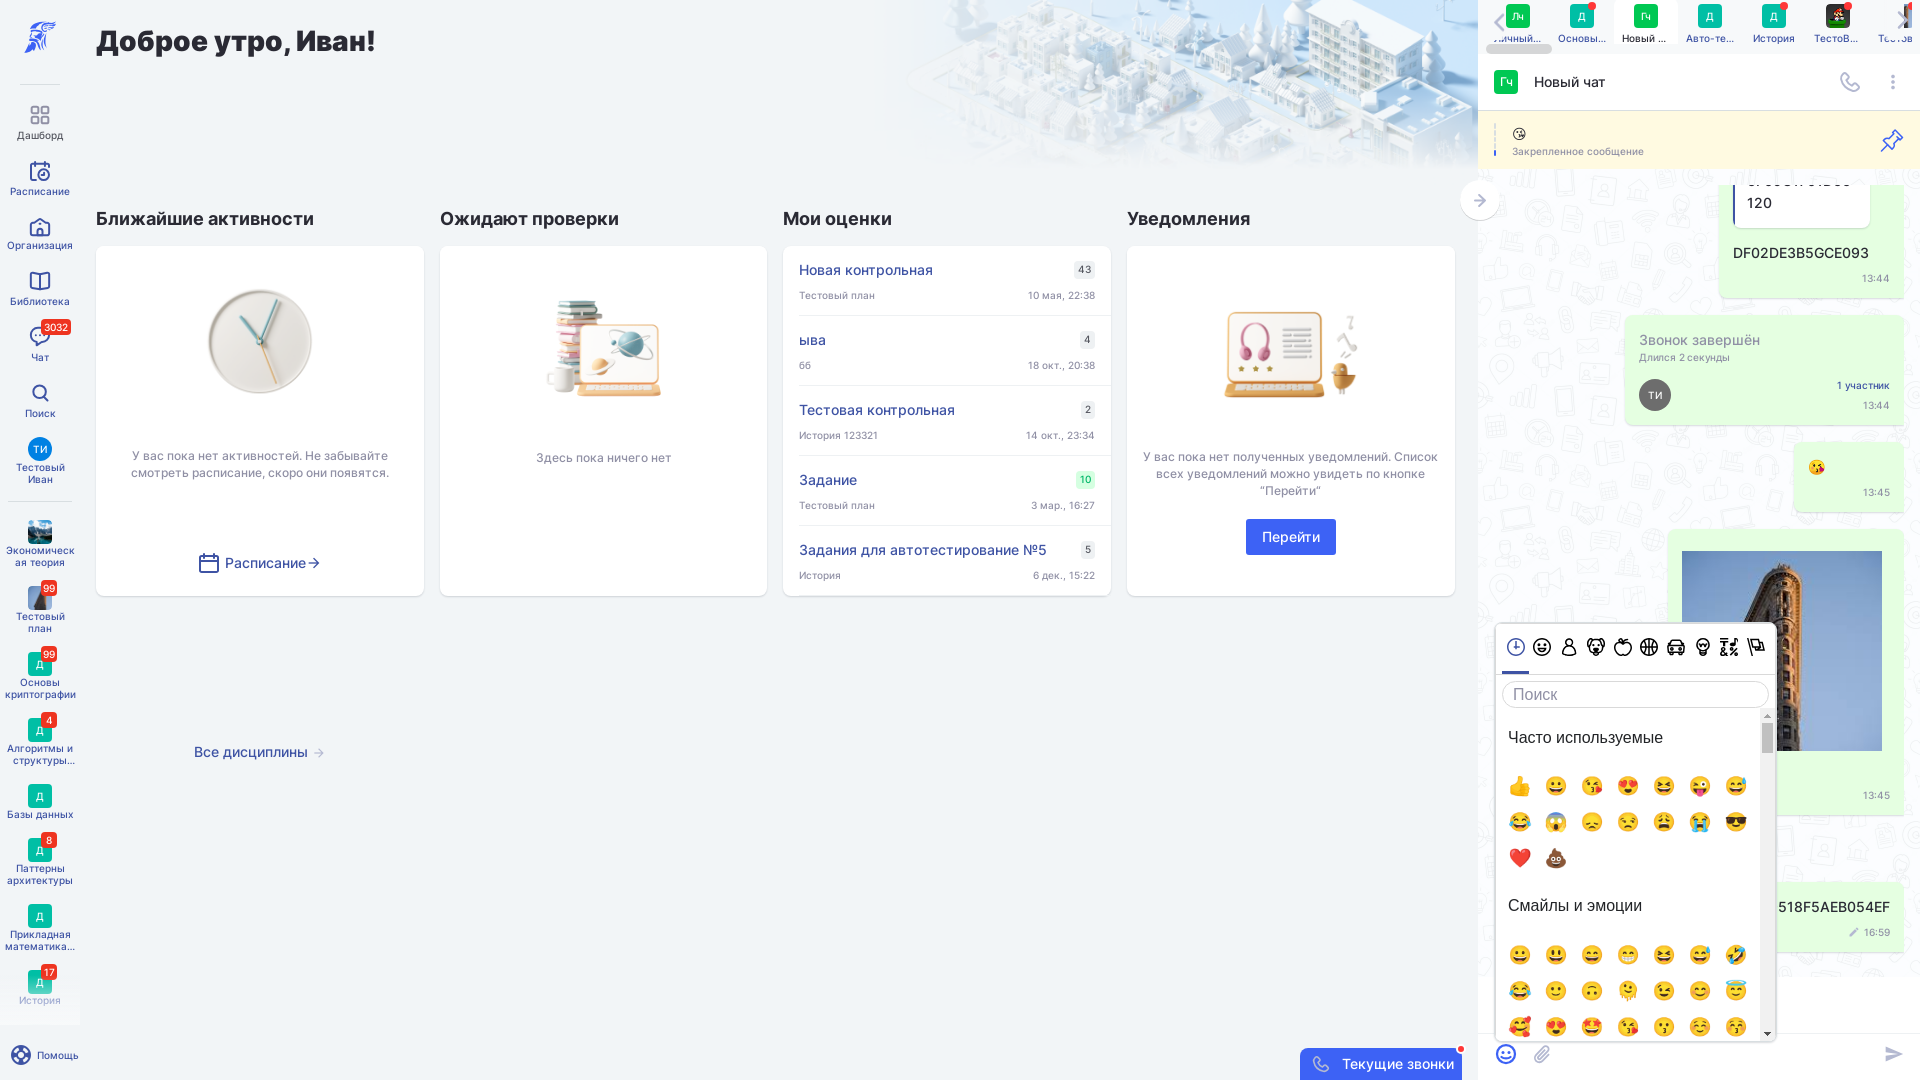 Доброе утро, Иван!
Дашборд
Расписание
Организация
Библиотека
3032
Чат
Поиск
ТИ
Тестовый
Иван
Экономическ
ая теория
99
Тестовый
план
99
Д
Основы
криптографии
4
Д
Алгоритмы и
структуры...
Д
Базы данных
8
Д
Паттерны
архитектуры
Д
Прикладная
математика...
17
Д
История
Помощь
Ближайшие активности
У вас пока нет активностей. Не забывайте
смотреть расписание, скоро они появятся.
Расписание
Все дисциплины
Ожидают проверки
Здесь пока ничего нет
Мои оценки
Новая контрольная
43
Тестовый план
10 мая, 22:38
ыва
4
бб
18 окт., 20:38
Тестовая контрольная
2
История 123321
14 окт., 23:34
Задание
10
Тестовый план
3 мар., 16:27
Задания для автотестирование №5
5
История
6 дек., 15:22
Уведомления
У вас пока нет полученных уведомлений. Список
всех уведомлений можно увидеть по кнопке
“Перейти”
Перейти
Лч
Личный...
Д
Основы...
Гч
Новый ...
Д
Авто-те...
Д
История
ТестоВ...
Гч
Новый чат
😘
Закрепленное сообщение
120
DF02DE3B5GCE093
13:44
Звонок завершён
Длился 2 секунды
ТИ
1 участник
13:44
😘
13:45
13:45
518F5AEB054EF
16:59
Поиск
Часто используемые
👍 😀 😘 😍 😆 😜 😅
😂 😱 😞 😒 😩 😭 😎
❤️ 💩
Смайлы и эмоции
😀 😃 😄 😁 😆 😅 🤣
😂 🙂 🙃 🫠 😉 😊 😇
🥰 😍 🤩 😘 😗 ☺️ 😚
Текущие звонки